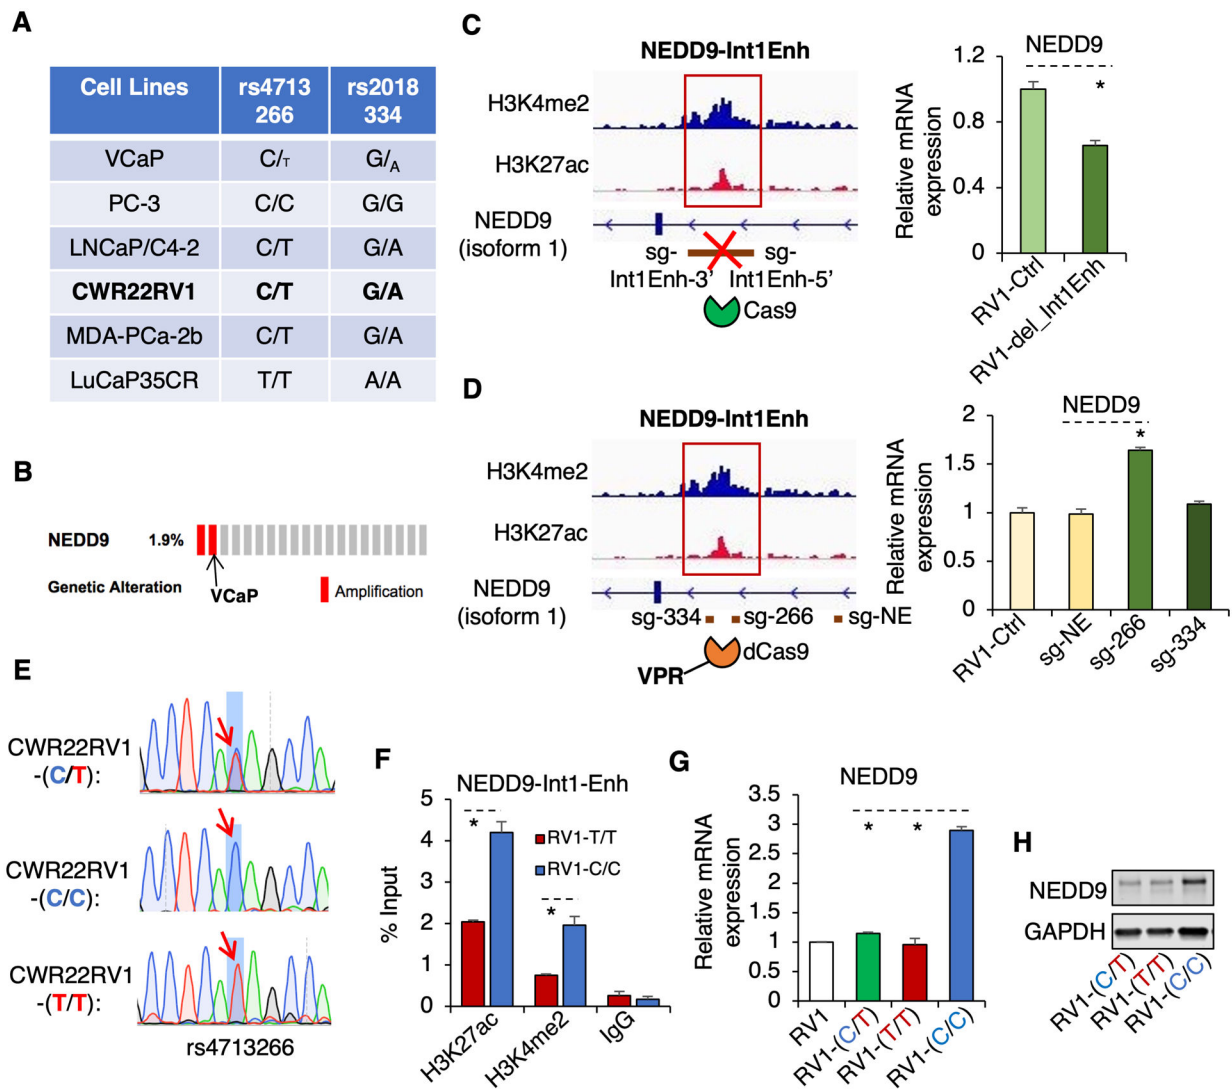 A
Cell Lines rs4713 rs2018
266 334
VCaP C/T G/A
PC-3 C/C G/G
LNCaP/C4-2 C/T G/A
CWR22RV1 C/T G/A
MDA-PCa-2b C/T G/A
LuCaP35CR T/T A/A
B
NEDD9 1.9%
Genetic Alteration
VCaP
Amplification
C
NEDD9-Int1Enh
H3K4me2
H3K27ac
NEDD9
(isoform 1)
sg- sg-
Int1Enh-3’ Int1Enh-5’
Cas9
NEDD9
*
Relative mRNA
expression
1.2
0.8
0.4
0
RV1-Ctrl
RV1-del_Int1Enh
D
NEDD9-Int1Enh
H3K4me2
H3K27ac
NEDD9
(isoform 1)
sg-334 sg-266 sg-NE
dCas9
VPR
NEDD9
*
Relative mRNA
expression
2
1.5
1
0.5
0
RV1-Ctrl
sg-NE
sg-266
sg-334
E
CWR22RV1
-(C/T):
CWR22RV1
-(C/C):
CWR22RV1
-(T/T):
rs4713266
F
NEDD9-Int1-Enh
% Input
5
4
3
2
1
0
*
*
RV1-T/T
RV1-C/C
H3K27ac
H3K4me2
IgG
G
NEDD9
* *
Relative mRNA
expression
3.5
3
2.5
2
1.5
1
0.5
0
RV1
RV1-(C/T)
RV1-(T/T)
RV1-(C/C)
H
NEDD9
GAPDH
RV1-(C/T)
RV1-(T/T)
RV1-(C/C)